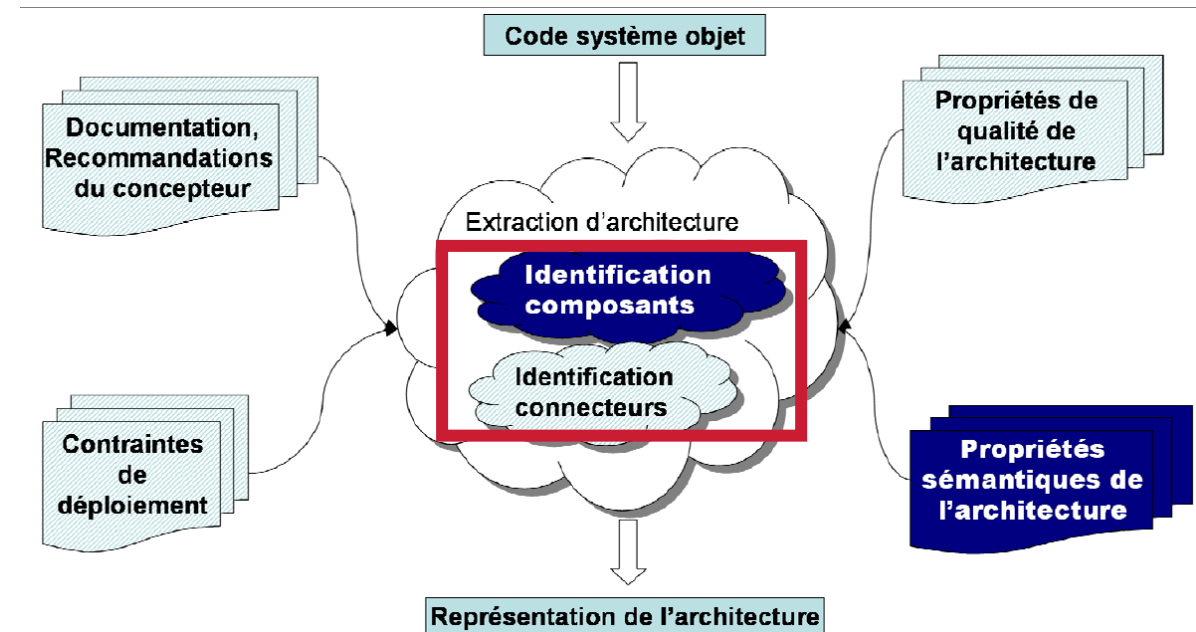 Code système objet
Documentation,
Recommandations
du concepteur
Propriétés de
qualité de
l'architecture
Extraction d'architecture
Identification
composants
Identification
connecteurs
Contraintes
de
déploiement
Propriétés
sémantiques de
l'architecture
Représentation de l'architecture